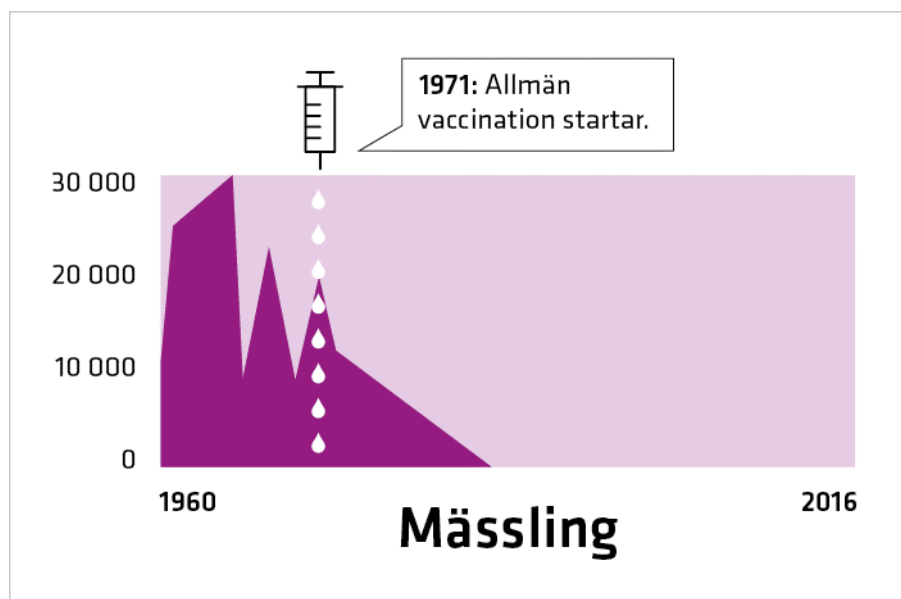 1971: Allmän
vaccination startar.
30 000
20 000
10 000
0
1960
2016
Mässling